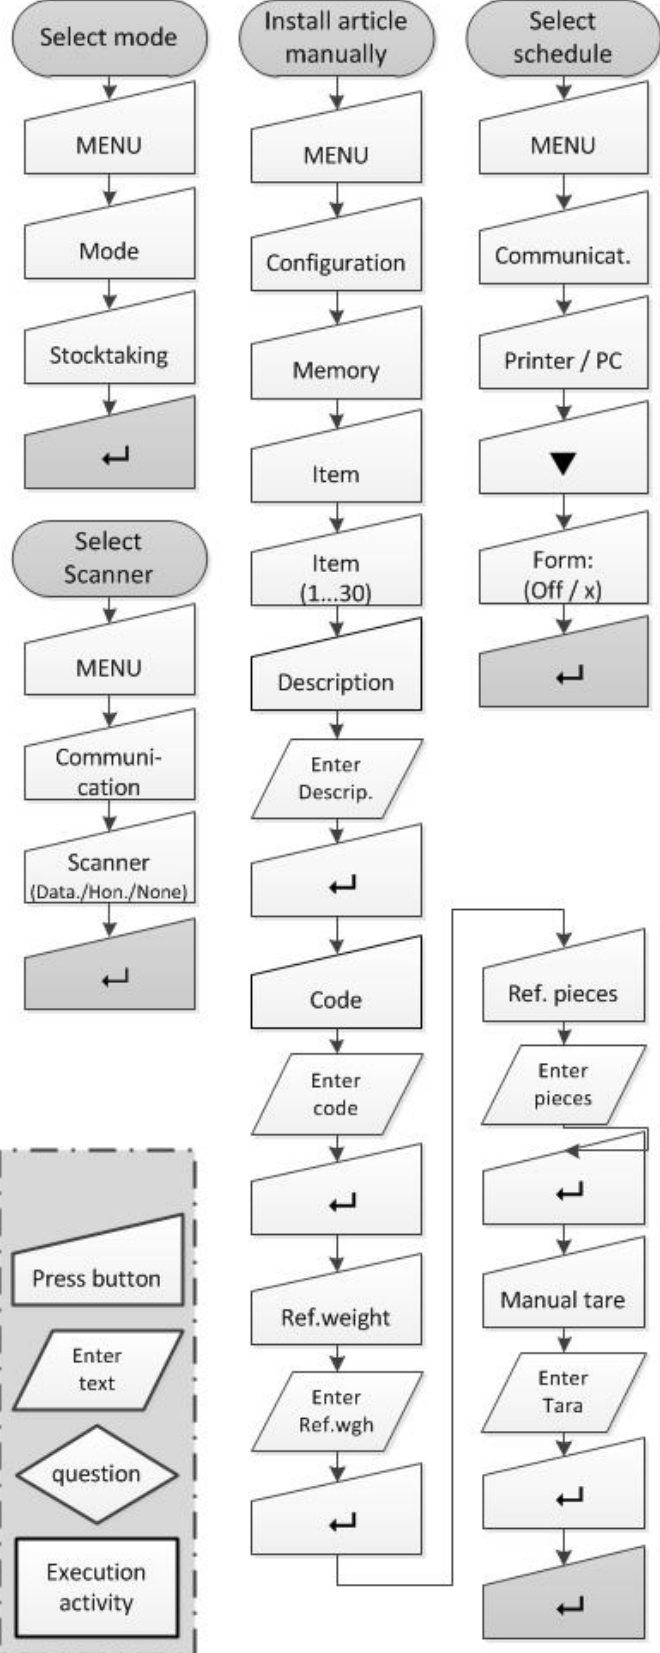 Select mode
MENU
Mode
Stocktaking
↵
Select
Scanner
MENU
Communi-
cation
Scanner
(Data./Hon./None)
↵
Press button
Enter
text
question
Execution
activity
Install article
manually
MENU
Configuration
Memory
Item
Item
(1...30)
Description
Enter
Descrip.
↵
Code
Enter
code
↵
Ref.weight
Enter
Ref.wgh
↵
Select
schedule
MENU
Communicat.
Printer / PC
▼
Form:
(Off / x)
↵
Ref. pieces
Enter
pieces
↵
Manual tare
Enter
Tara
↵
↵